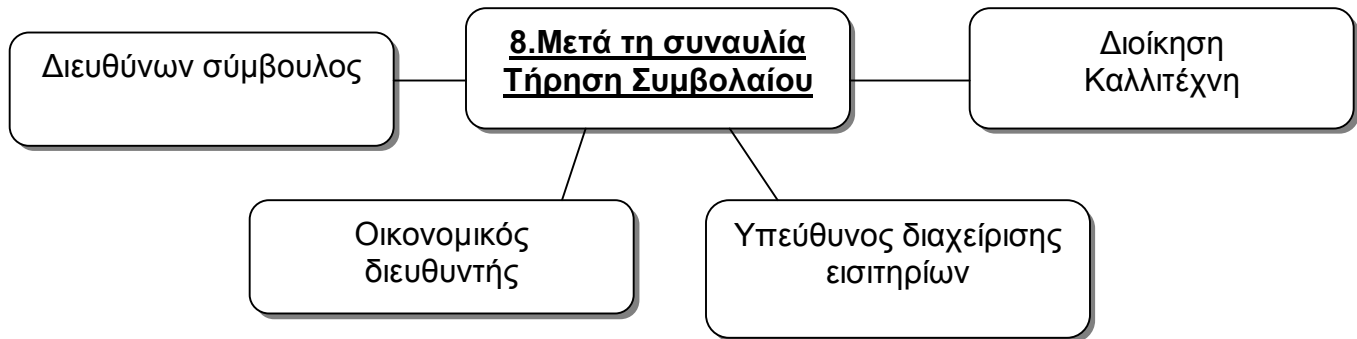 8.Μετά τη συναυλία
Τήρηση Συμβολαίου
Διευθύνων σύμβουλος
Διοίκηση
Καλλιτέχνη
Οικονομικός
διευθυντής
Υπεύθυνος διαχείρισης
εισιτηρίων